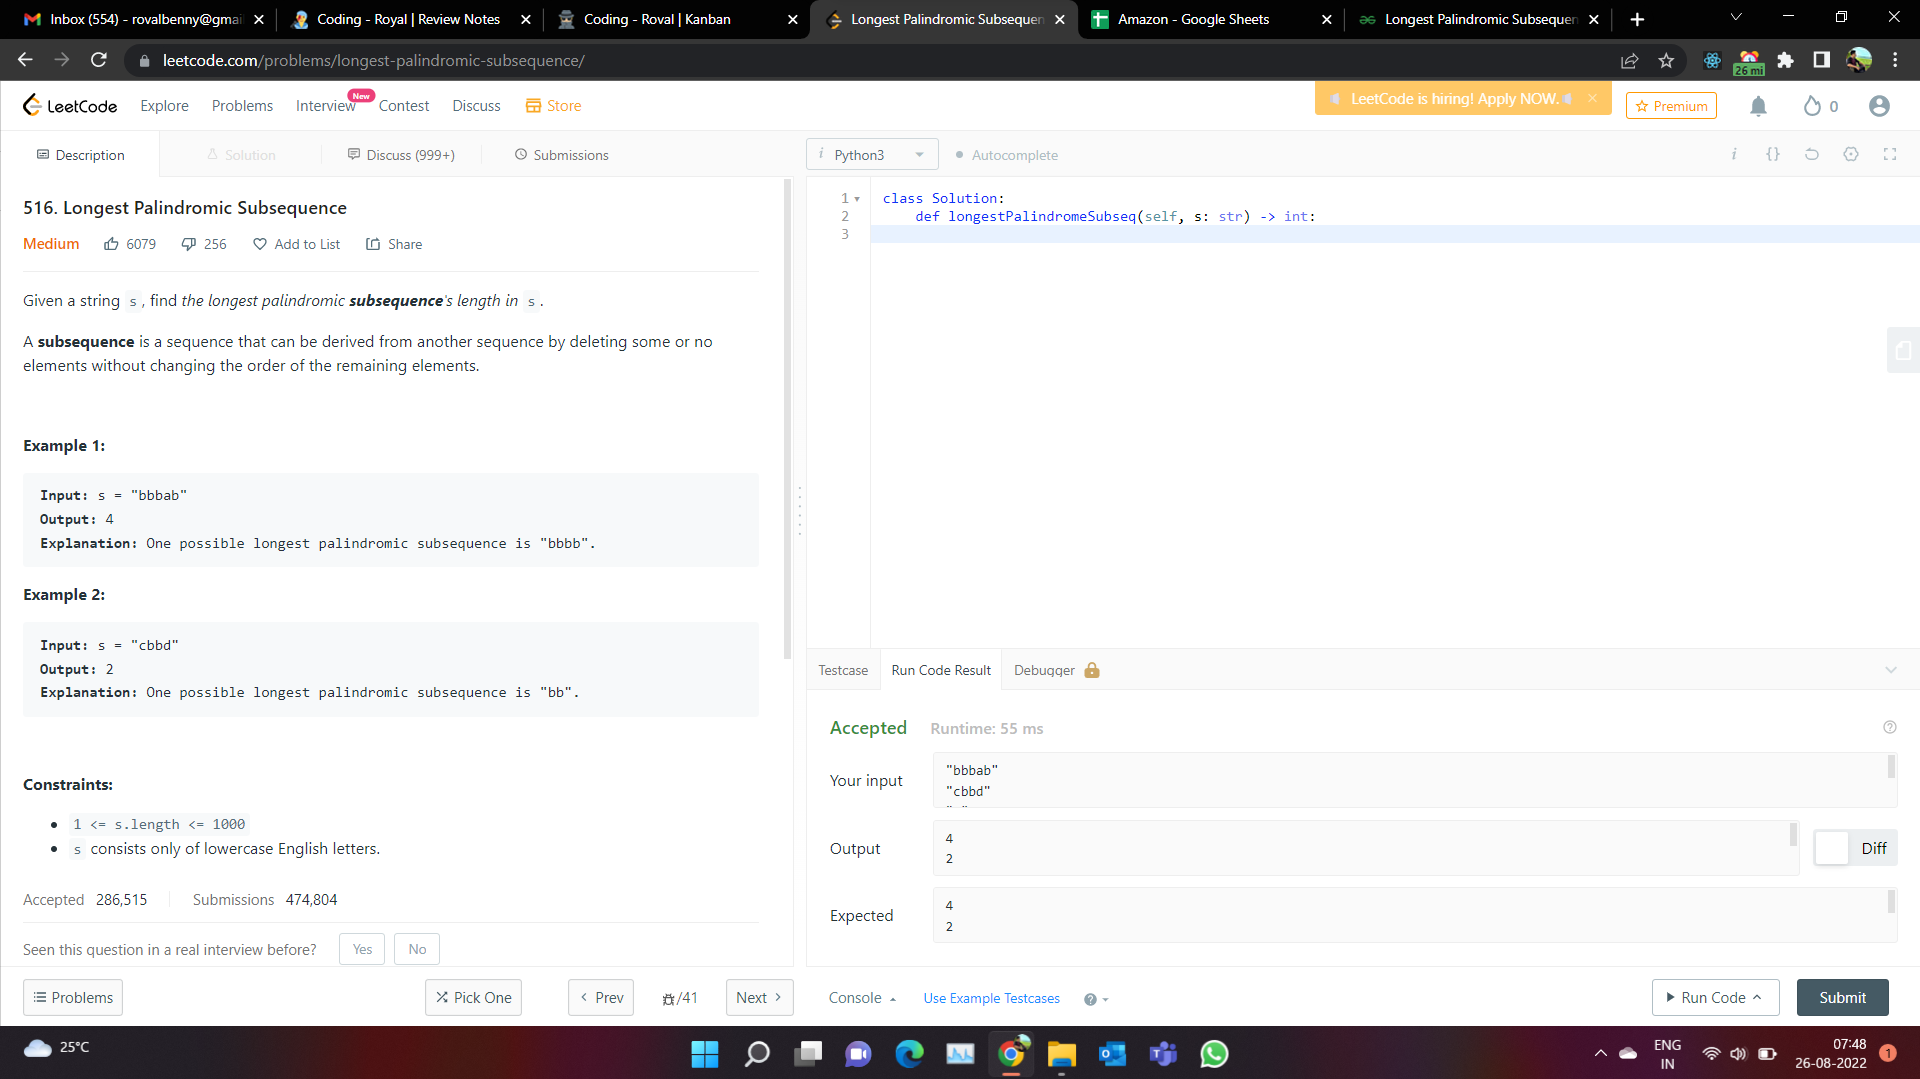 Inbox (554) - rovalbenny@gmai
Coding - Royal | Review Notes
Coding - Roval | Kanban
Longest Palindromic Subsequen
Amazon - Google Sheets
Longest Palindromic Subsequen
leetcode.com/problems/longest-palindromic-subsequence/
26 mi
LeetCode
Explore
Problems
Interview
New
Contest
Discuss
Store
LeetCode is hiring! Apply NOW.
Premium
0
Description
Solution
Discuss (999+)
Submissions
i Python3
Autocomplete
i {}
516. Longest Palindromic Subsequence
Medium
6079
256
Add to List
Share
Given a string s, find the longest palindromic subsequence's length in s.
A subsequence is a sequence that can be derived from another sequence by deleting some or no
elements without changing the order of the remaining elements.
Example 1:
Input: s = "bbbab"
Output: 4
Explanation: One possible longest palindromic subsequence is "bbbb".
Example 2:
Input: s = "cbbd"
Output: 2
Explanation: One possible longest palindromic subsequence is "bb".
Constraints:
1 <= s.length <= 1000
s consists only of lowercase English letters.
Accepted 286,515
Submissions 474,804
Seen this question in a real interview before?
Yes
No
Problems
Pick One
Prev
/41
Next
1 class Solution:
2 def longestPalindromeSubseq(self, s: str) -> int:
3
Testcase
Run Code Result
Debugger
Accepted
Runtime: 55 ms
Your input
"bbbab"
"cbbd"
Output
4
2
Diff
Expected
4
2
Console
Use Example Testcases
Run Code
Submit
25°C
ENG
IN
07:48
26-08-2022
1